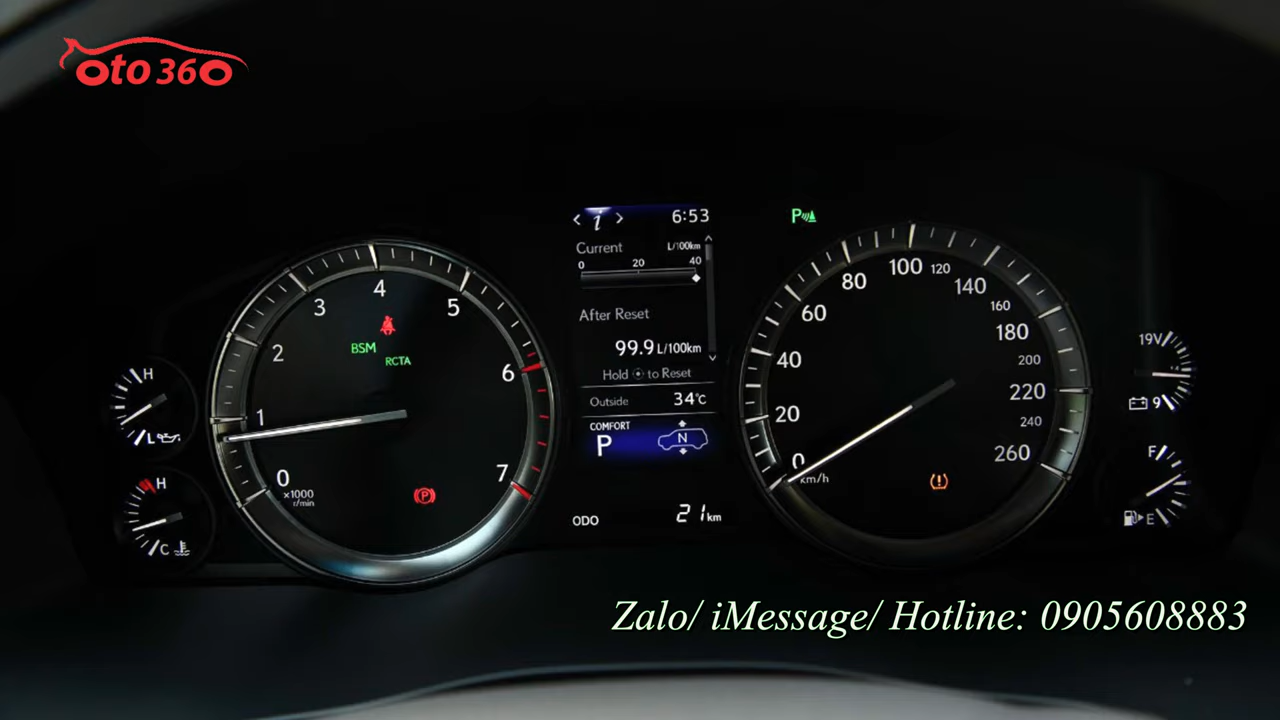 oto 360
< i > 6:53
Current L/100km
0 20 40
After Reset
99.9 L/100km
Hold to Reset
Outside 34°C
COMFORT
P N
ODO 21 km
0 1 2 3 4 5 6 7
×1000
r/min
BSM
RCTA
P
H
L
H
C
P
0 20 40 60 80 100 120 140 160 180 200 220 240 260
km/h
19V
9
F
E
Zalo/ iMessage/ Hotline: 0905608883